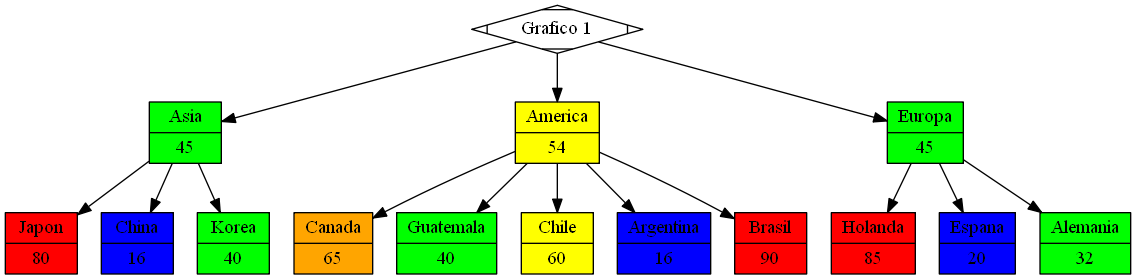 Grafico 1
Asia
45
America
54
Europa
45
Japon
80
China
16
Korea
40
Canada
65
Guatemala
40
Chile
60
Argentina
16
Brasil
90
Holanda
85
Espana
20
Alemania
32